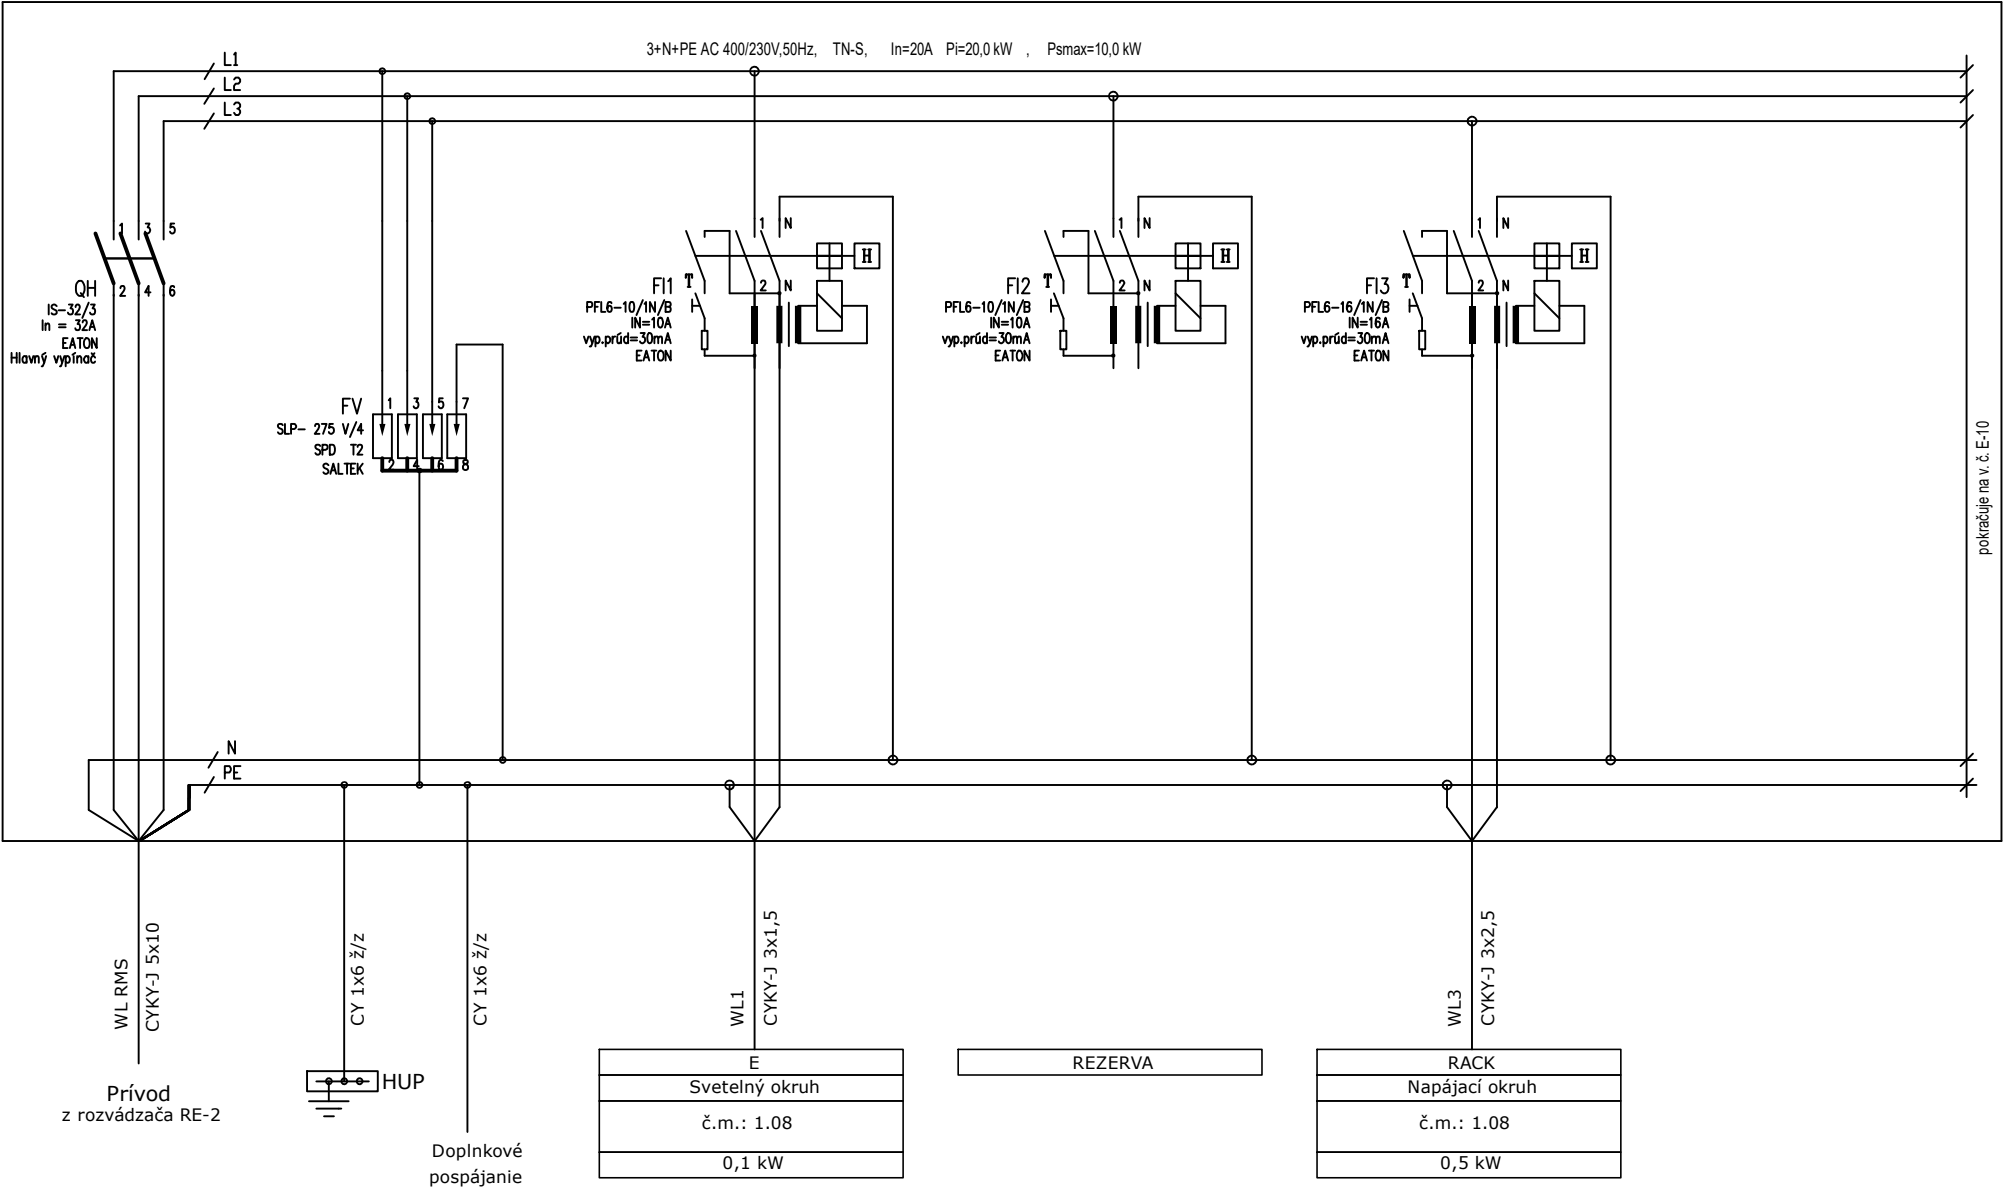 3+N+PE AC 400/230V,50Hz, TN-S, In=20A Pi=20,0 kW , Psmax=10,0 kW
L1
L2
L3
1 3 5
2 4 6
QH
IS-32/3
In = 32A
EATON
Hlavný vypínač
FV
SLP- 275 V/4
SPD T2
SALTEK
1 3 5 7
2 4 6 8
1 N
H
T
2 N
FI1
PFL6-10/1N/B
IN=10A
vyp.prúd=30mA
EATON
1 N
H
T
2 N
FI2
PFL6-10/1N/B
IN=10A
vyp.prúd=30mA
EATON
1 N
H
T
2 N
FI3
PFL6-16/1N/B
IN=16A
vyp.prúd=30mA
EATON
pokračuje na v. č. E-10
N
PE
WL RMS
CYKY-J 5x10
Prívod
z rozvádzača RE-2
CY 1x6 ž/z
HUP
CY 1x6 ž/z
Doplnkové
pospájanie
WL1
CYKY-J 3x1,5
E
Svetelný okruh
č.m.: 1.08
0,1 kW
REZERVA
WL3
CYKY-J 3x2,5
RACK
Napájací okruh
č.m.: 1.08
0,5 kW